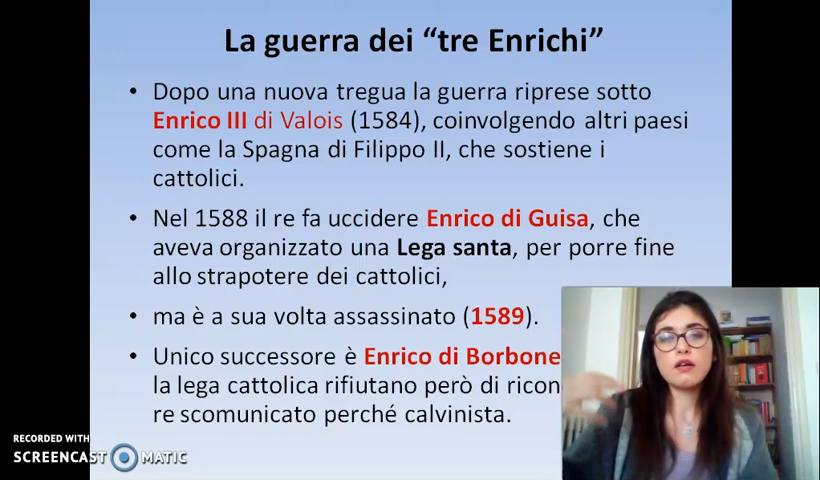 La guerra dei “tre Enrichi”
• Dopo una nuova tregua la guerra riprese sotto
Enrico III di Valois (1584), coinvolgendo altri paesi
come la Spagna di Filippo II, che sostiene i
cattolici.
• Nel 1588 il re fa uccidere Enrico di Guisa, che
aveva organizzato una Lega santa, per porre fine
allo strapotere dei cattolici,
• ma è a sua volta assassinato (1589).
• Unico successore è Enrico di Borbone
la lega cattolica rifiutano però di
re scomunicato perché calvinista.
RECORDED WITH
SCREENCAST MATIC